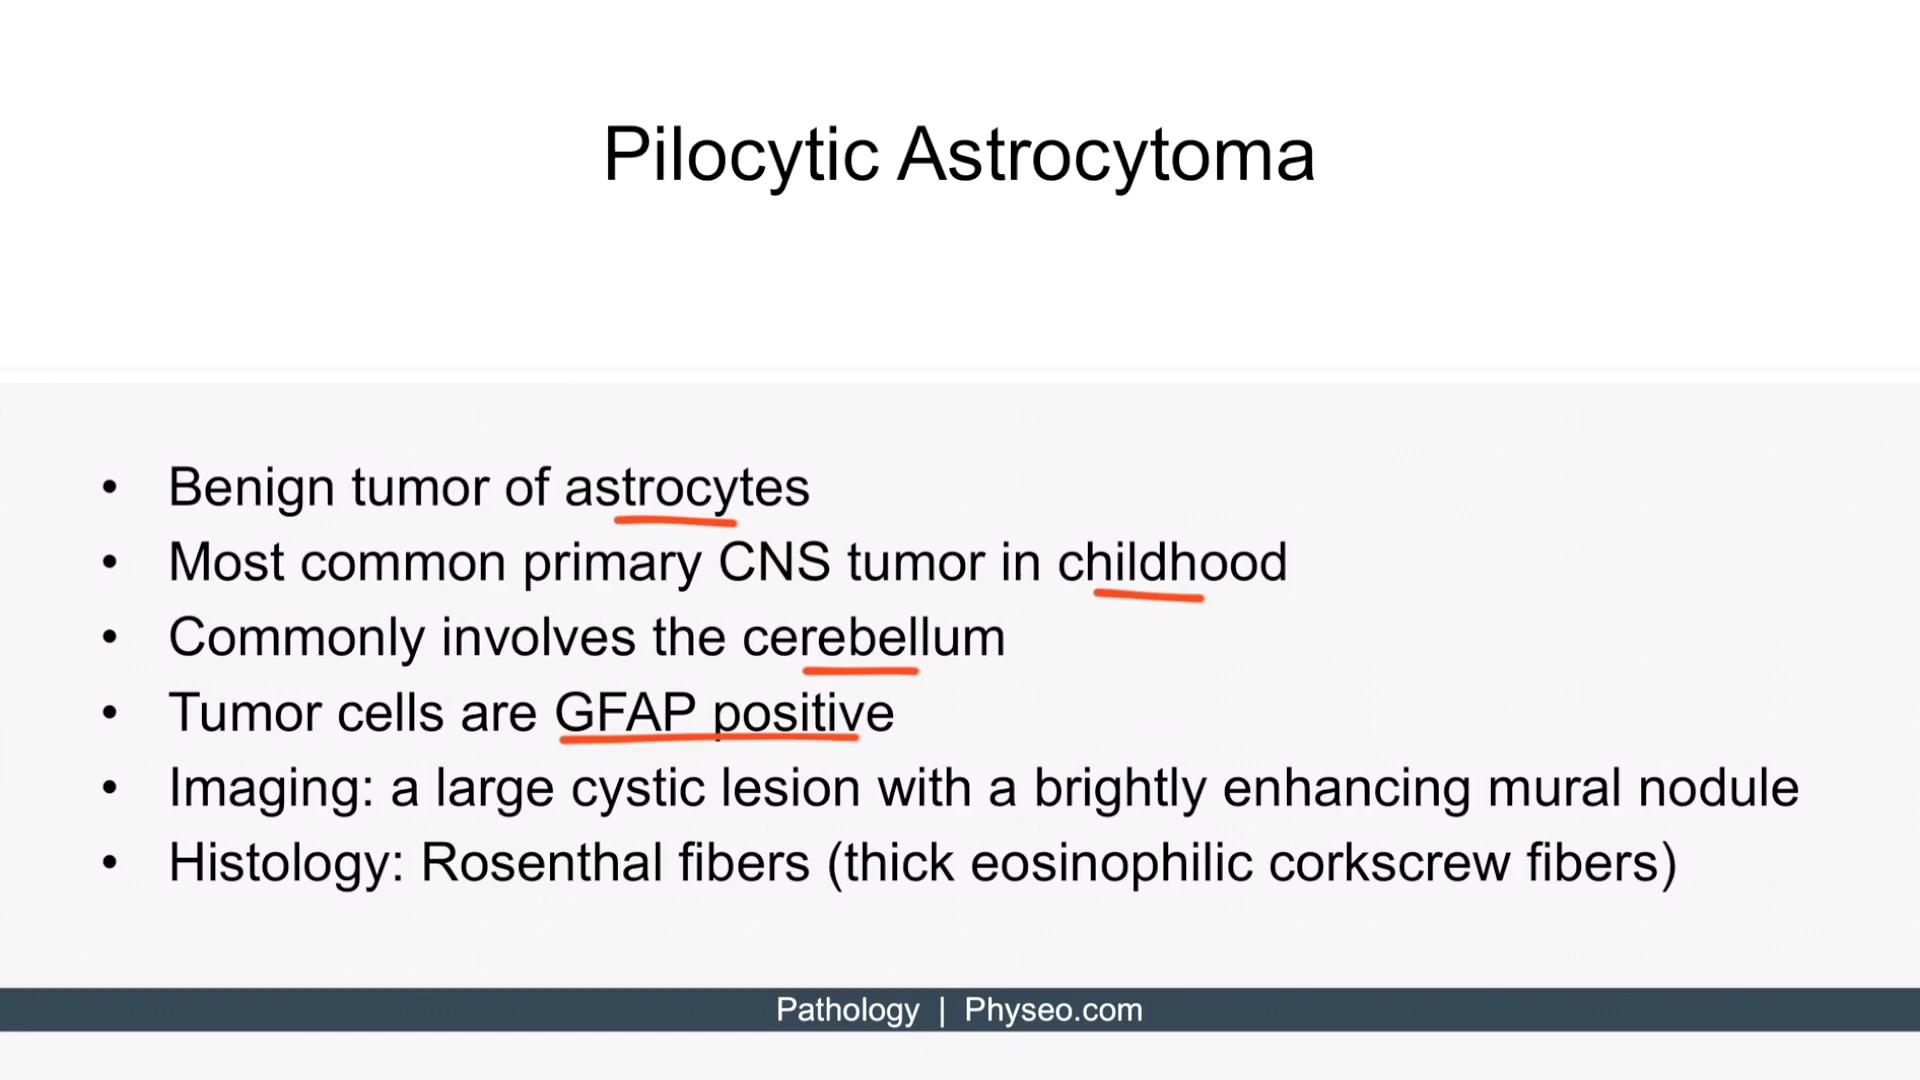 Pilocytic Astrocytoma
• Benign tumor of astrocytes
• Most common primary CNS tumor in childhood
• Commonly involves the cerebellum
• Tumor cells are GFAP positive
• Imaging: a large cystic lesion with a brightly enhancing mural nodule
• Histology: Rosenthal fibers (thick eosinophilic corkscrew fibers)
Pathology | Physeo.com